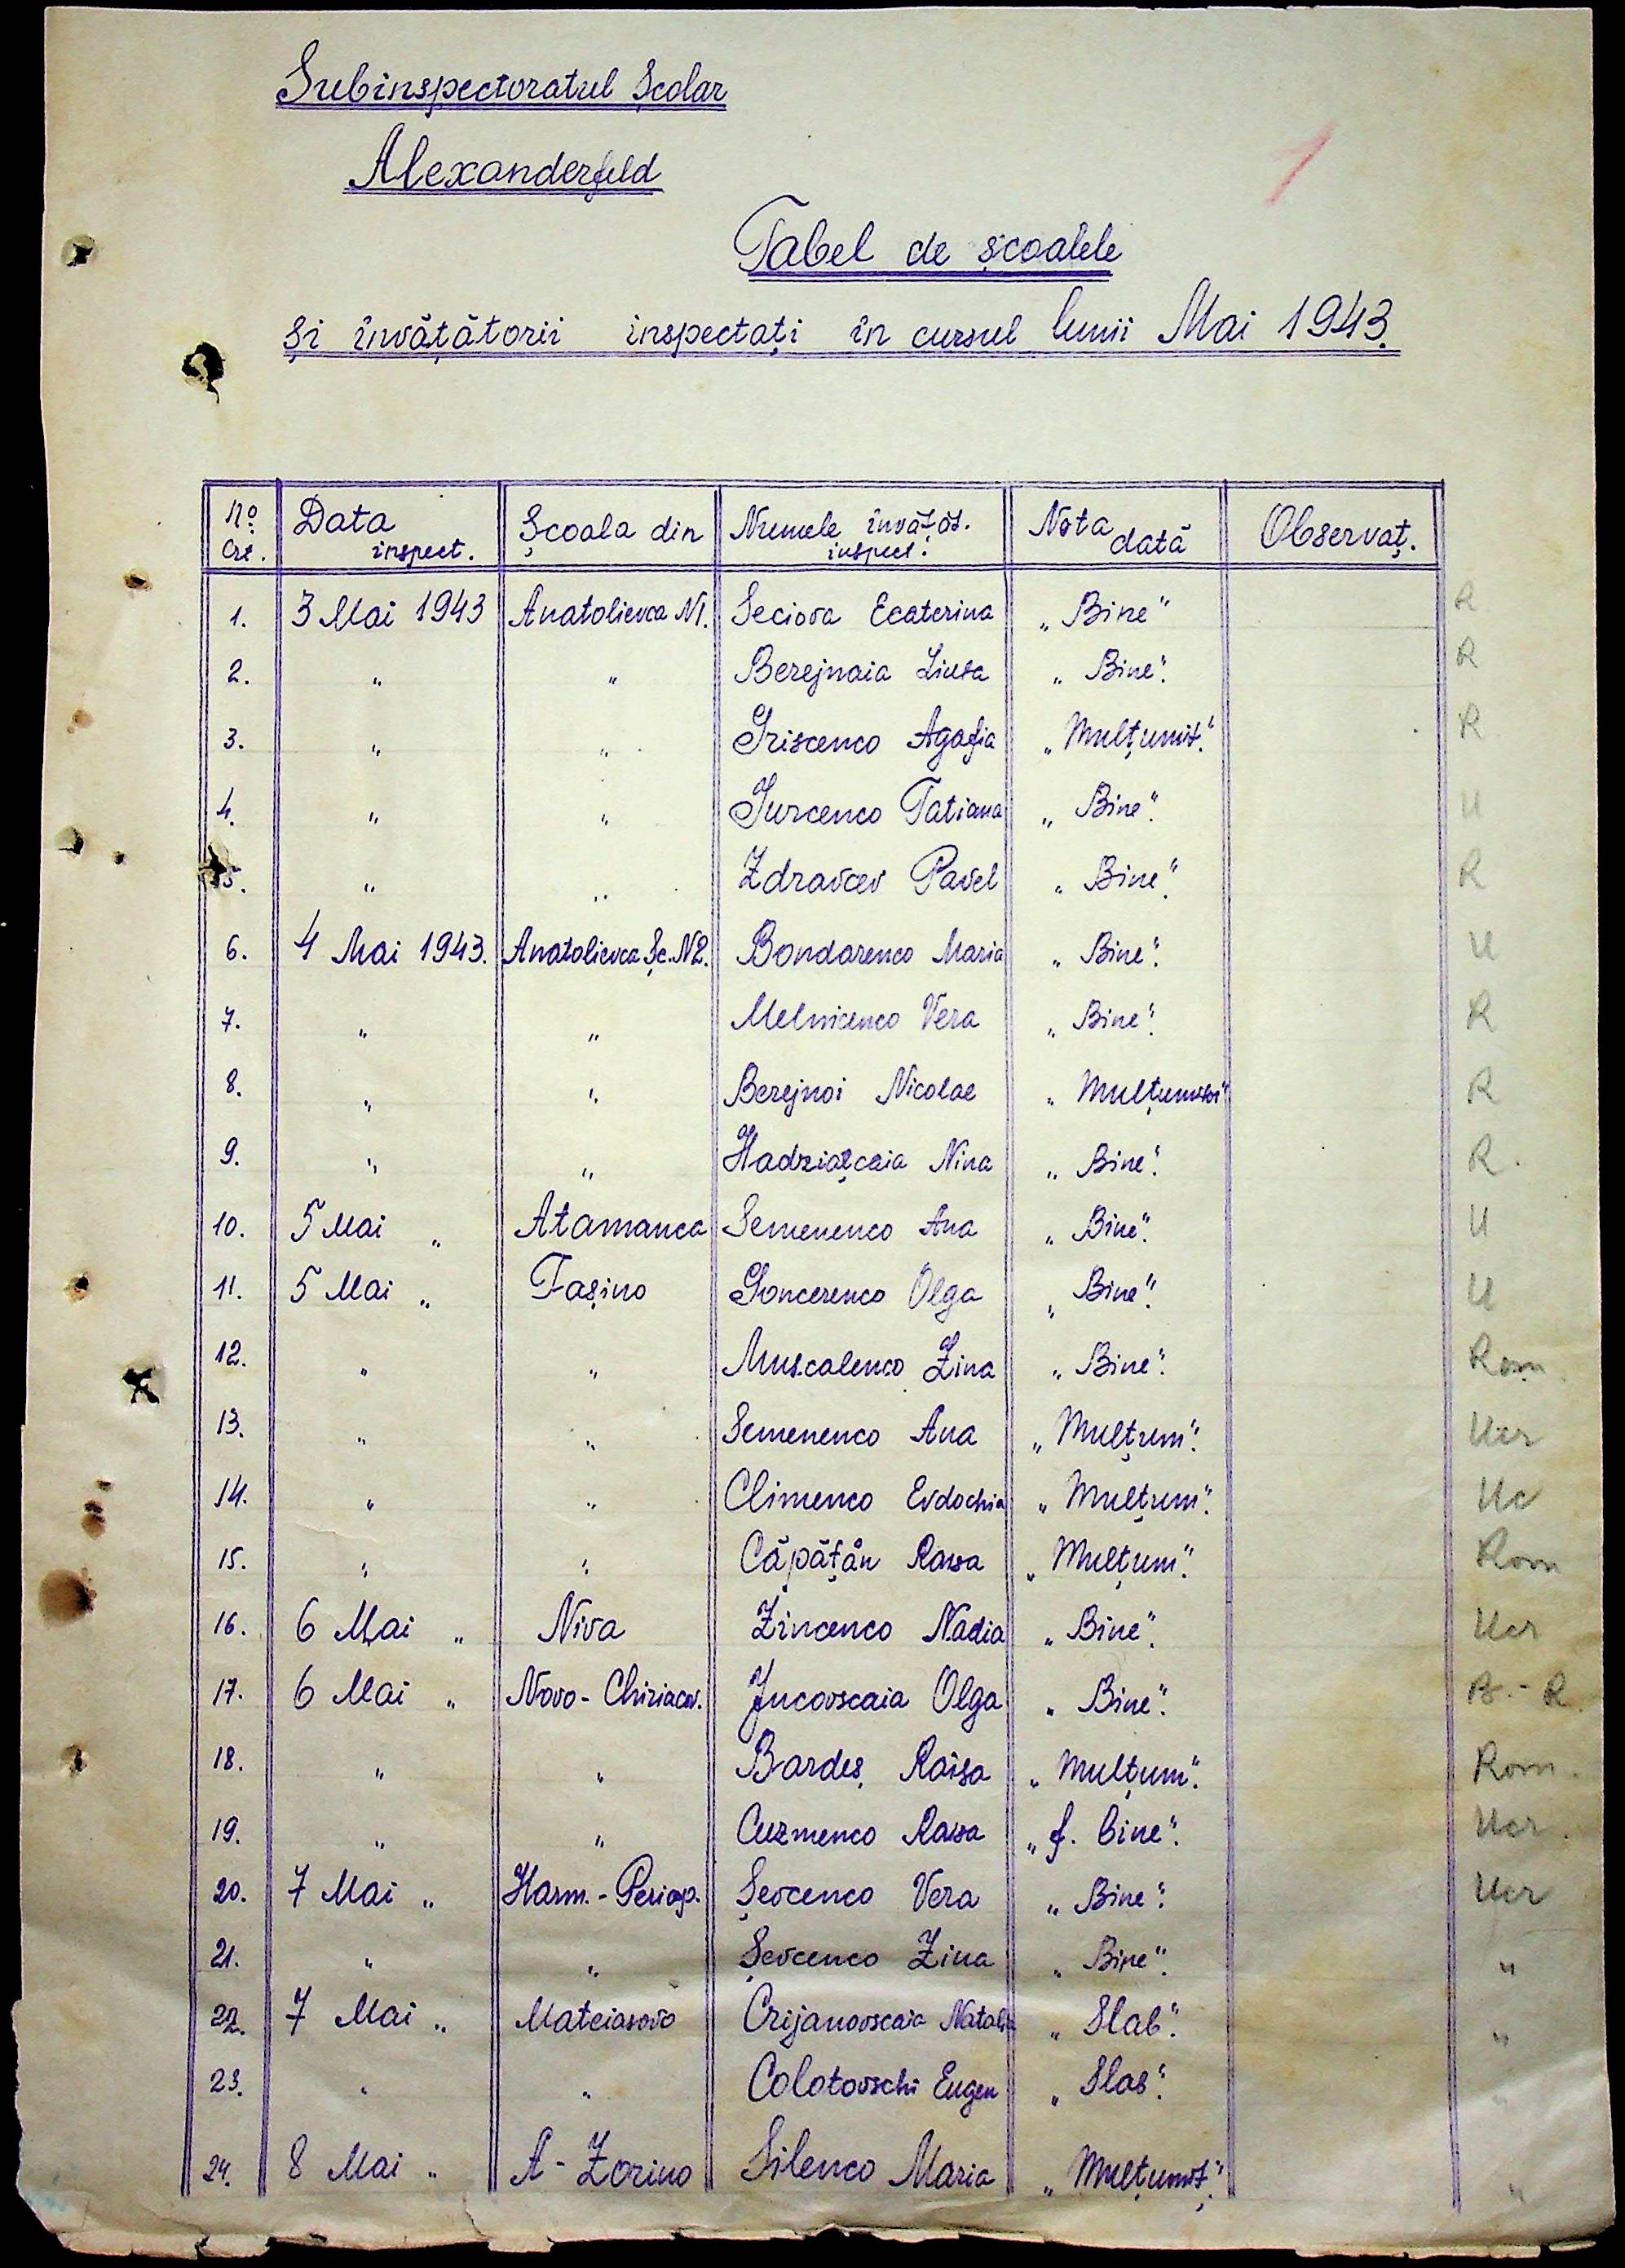 Subinspectoratul Școlar
Alexanderfeld
1
Tabel de școalele
și învățătorii inspectați în cursul lunii Mai 1943.
No Crt. Data inspect. Școala din Numele învățăt. inspect. Nota dată Observaț.
1. 3 Mai 1943 Anatolievca N1. Seciova Ecaterina „Bine" R
2. " " Berejnaia Liusa „Bine". R
3. " " Griscenco Agafia „Mulțumit." R
4. " " Gurcenco Tatiana „Bine". U
5. " " Zdravcev Pavel „Bine". R
6. 4 Mai 1943. Anatolievca Șc. N2. Bondarenco Maria „Bine". U
7. " " Melnicenco Vera „Bine". R
8. " " Berejnoi Nicolae „Mulțumitor" R
9. " " Nina „Bine". R.
10. 5 Mai " Atamanca Semenenco Ana „Bine". U
11. 5 Mai " Fașino Goncerenco Olga „Bine". U
12. " " Muscalenco Zina „Bine". Rom
13. " " Semenenco Ana „Mulțum". Ucr
14. " " Climenco Evdochia „Mulțum". Uc
15. " " Căpățân Raisa „Mulțum". Rom
16. 6 Mai " Niva Zincenco Nadia „Bine". Ucr
17. 6 Mai " Novo-Chiriacov. Jucovscaia Olga „Bine". B.-R.
18. " " Bardeș Raisa „Mulțum". Rom.
19. " " Cuzmenco Raisa „f. bine". Ucr.
20. 7 Mai " Harm.-Periop. Șevcenco Vera „Bine". Ucr
21. " " Șevcenco Zina „Bine". "
22. 7 Mai " Mateiasovo Crijanovscaia Natalia „Slab". "
23. " " Colotovschi Eugen „Slab". "
24. 8 Mai " A-Zorino Silenco Maria „Mulțumit". "